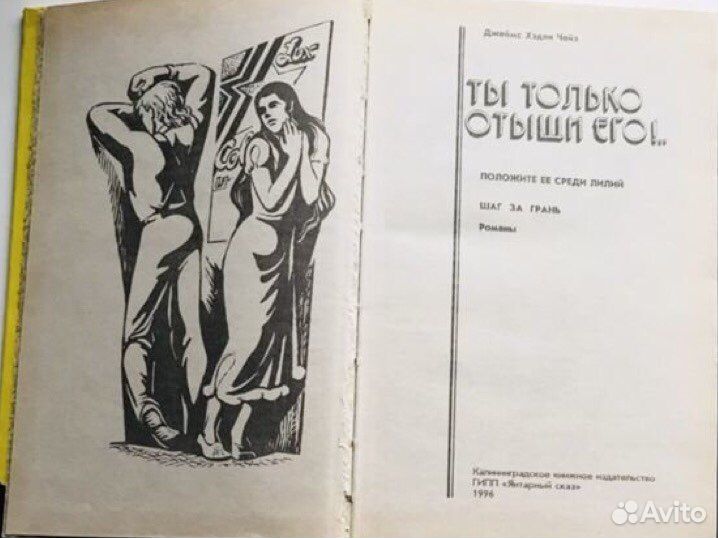 Lux
Джеймс Хэдли Чейз
ТЫ ТОЛЬКО
ОТЫЩИ ЕГО!..
ПОЛОЖИТЕ ЕЕ СРЕДИ ЛИЛИЙ
ШАГ ЗА ГРАНЬ
Романы
Калининградское книжное издательство
ГИПП «Янтарный сказ»
1996
Avito